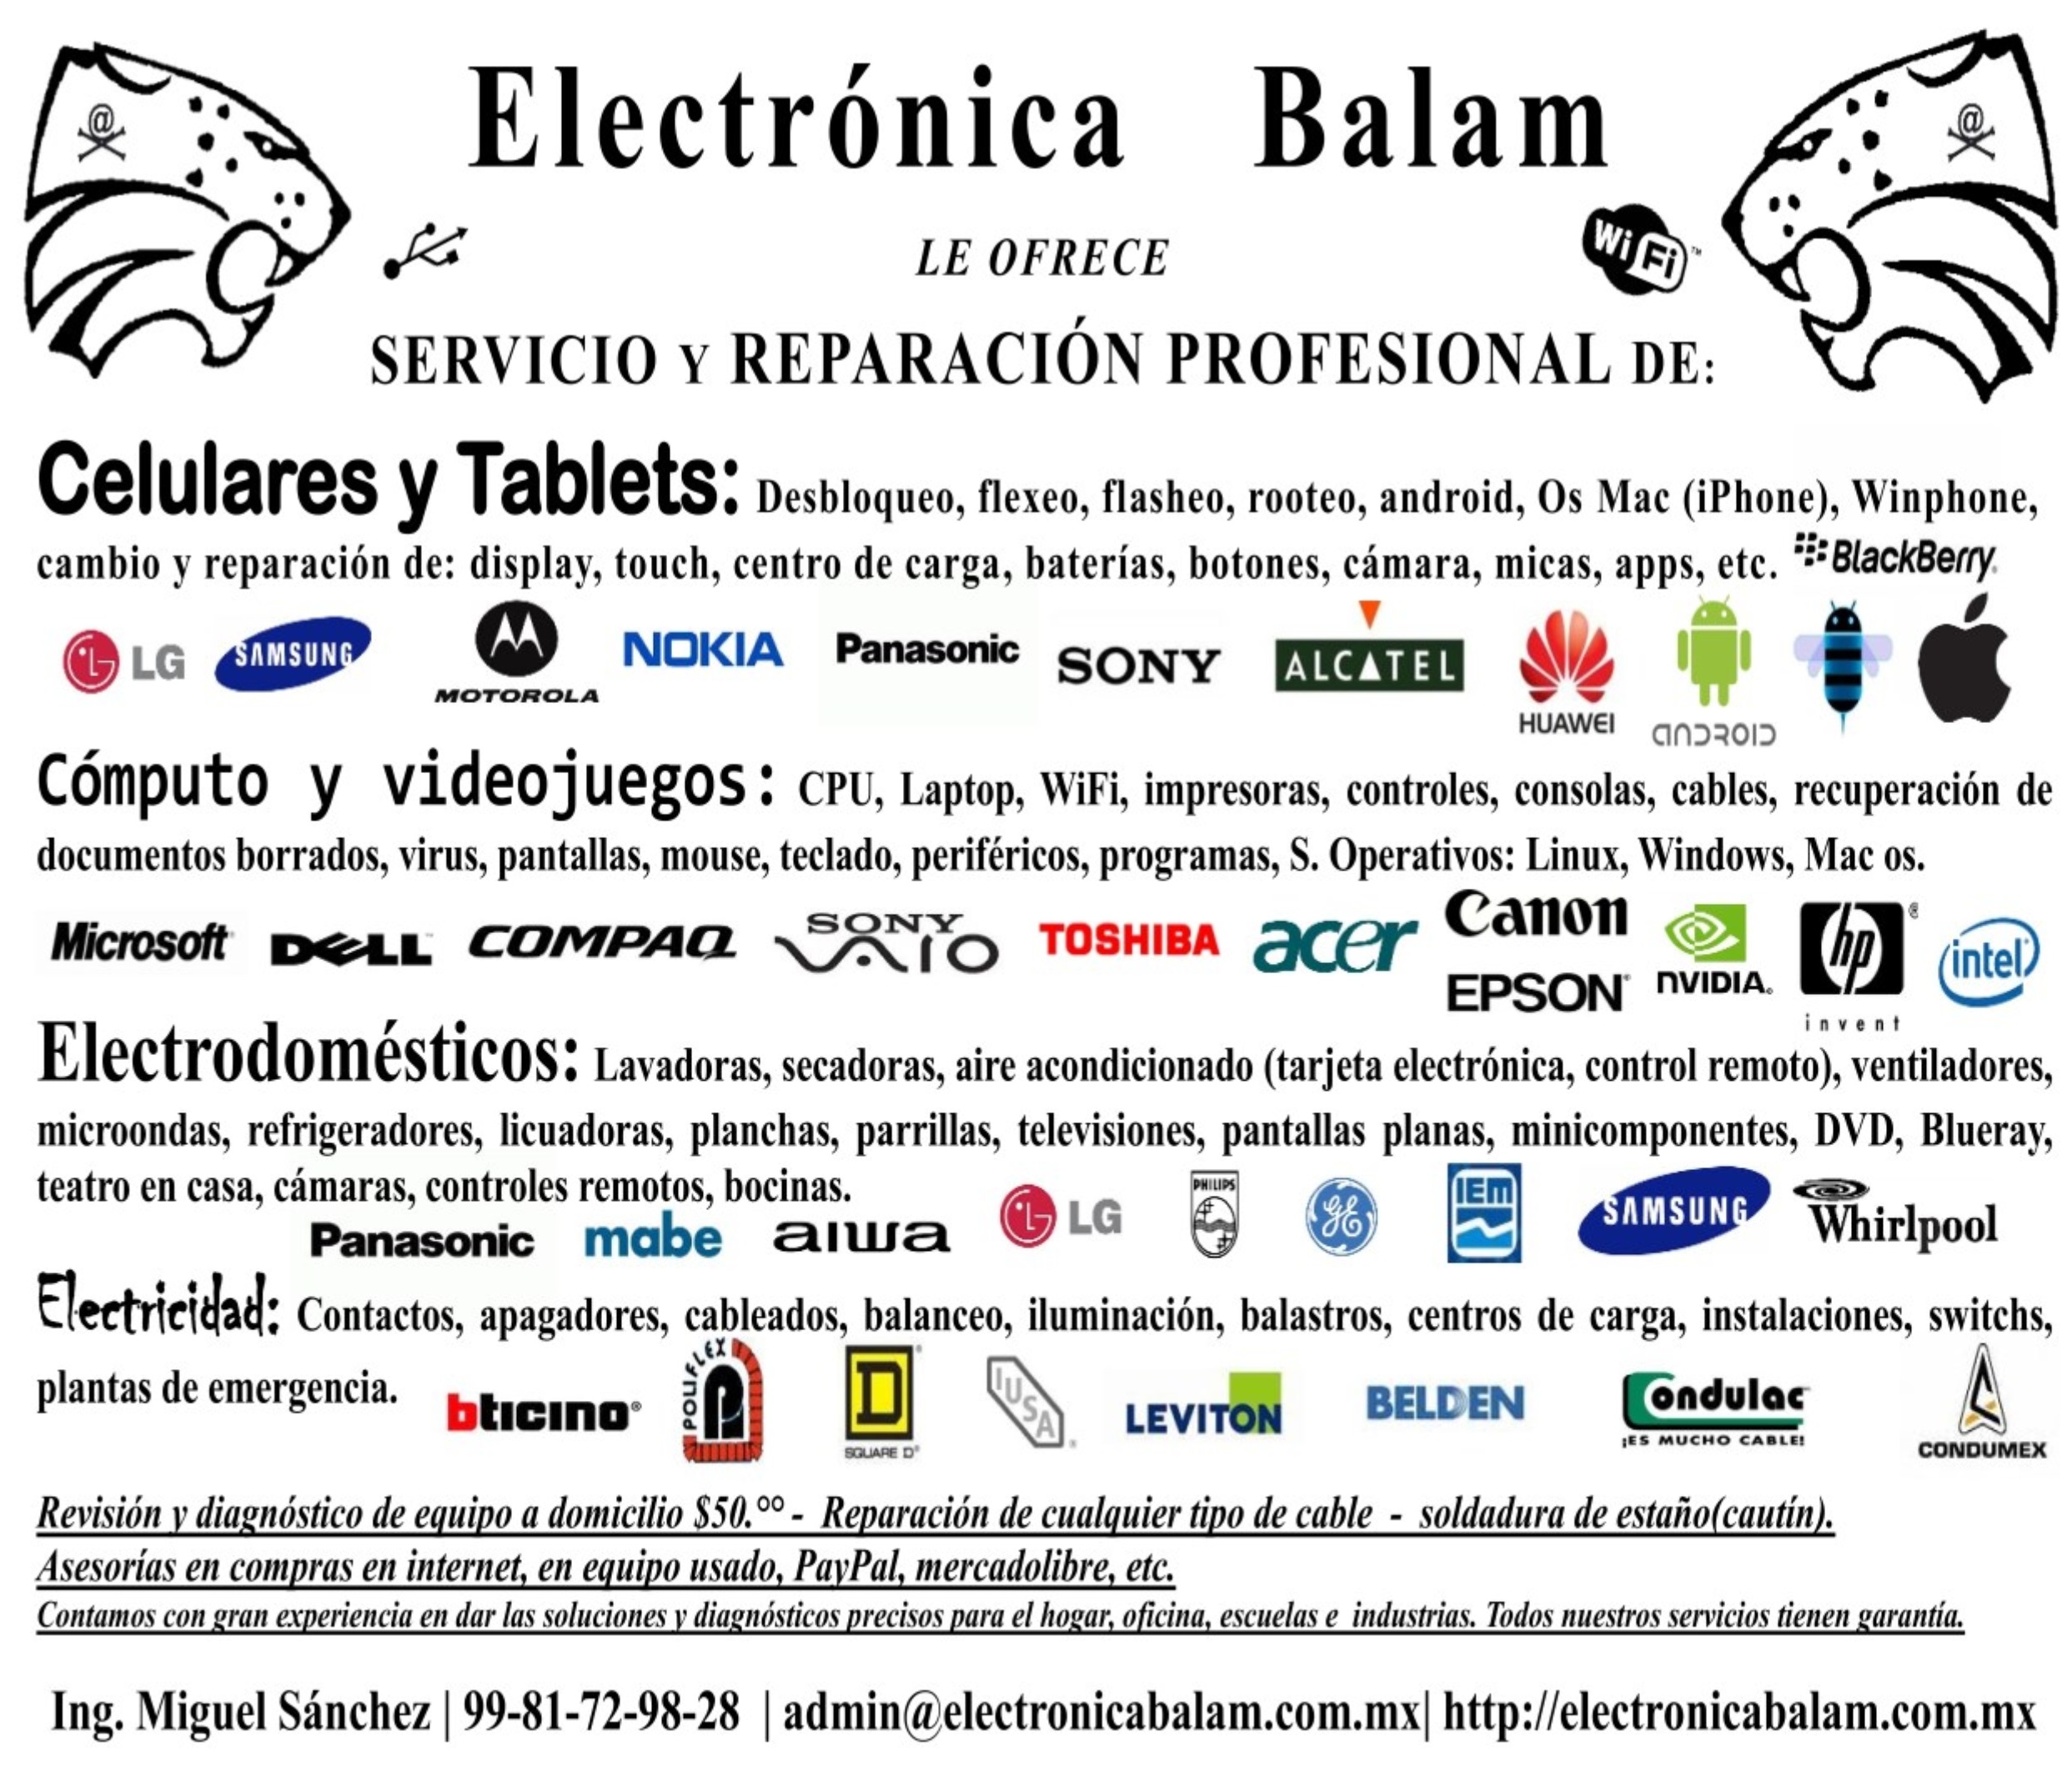 Electrónica Balam
@ @
LE OFRECE
Wi Fi™
SERVICIO Y REPARACIÓN PROFESIONAL DE:
Celulares y Tablets: Desbloqueo, flexeo, flasheo, rooteo, android, Os Mac (iPhone), Winphone,
cambio y reparación de: display, touch, centro de carga, baterías, botones, cámara, micas, apps, etc. BlackBerry.
LG SAMSUNG MOTOROLA NOKIA Panasonic SONY ALCATEL HUAWEI ANDROID
Cómputo y videojuegos: CPU, Laptop, WiFi, impresoras, controles, consolas, cables, recuperación de
documentos borrados, virus, pantallas, mouse, teclado, periféricos, programas, S. Operativos: Linux, Windows, Mac os.
Microsoft DELL COMPAQ SONY VAIO TOSHIBA acer Canon EPSON® NVIDIA® hp® invent intel®
Electrodomésticos: Lavadoras, secadoras, aire acondicionado (tarjeta electrónica, control remoto), ventiladores,
microondas, refrigeradores, licuadoras, planchas, parrillas, televisiones, pantallas planas, minicomponentes, DVD, Blueray,
teatro en casa, cámaras, controles remotos, bocinas.
Panasonic mabe aiwa LG PHILIPS GE IEM SAMSUNG Whirlpool
Electricidad: Contactos, apagadores, cableados, balanceo, iluminación, balastros, centros de carga, instalaciones, switchs,
plantas de emergencia.
bticino® POLIFLEX P D® SQUARE D® IUSA® LEVITON BELDEN Condulac ¡ES MUCHO CABLE! CONDUMEX
Revisión y diagnóstico de equipo a domicilio $50.°° - Reparación de cualquier tipo de cable - soldadura de estaño(cautín).
Asesorías en compras en internet, en equipo usado, PayPal, mercadolibre, etc.
Contamos con gran experiencia en dar las soluciones y diagnósticos precisos para el hogar, oficina, escuelas e industrias. Todos nuestros servicios tienen garantía.
Ing. Miguel Sánchez | 99-81-72-98-28 | admin@electronicabalam.com.mx| http://electronicabalam.com.mx